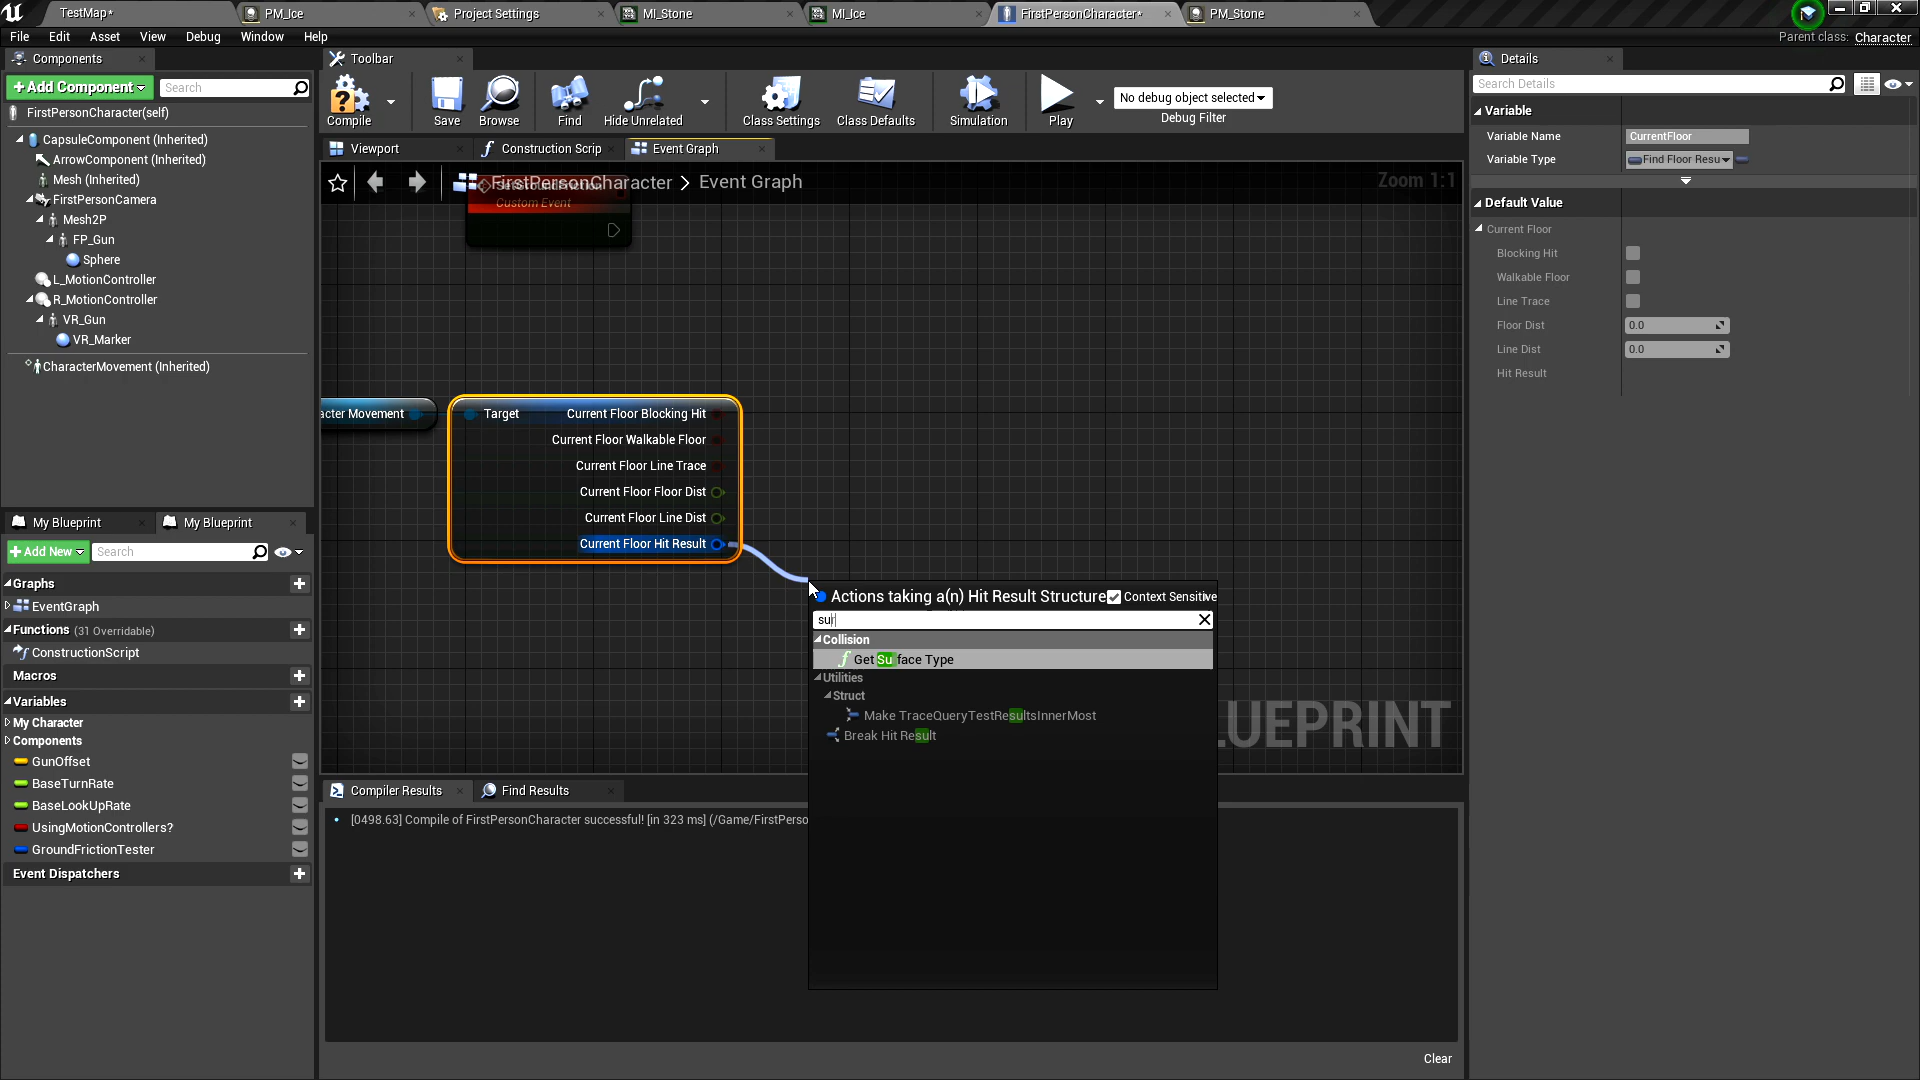 TestMap*
PM_Ice
Project Settings
MI_Stone
MI_Ice
FirstPersonCharacter*
PM_Stone
File
Edit
Asset
View
Debug
Window
Help
Parent class: Character
Components
+Add Component
Search
FirstPersonCharacter(self)
CapsuleComponent (Inherited)
ArrowComponent (Inherited)
Mesh (Inherited)
FirstPersonCamera
Mesh2P
FP_Gun
Sphere
L_MotionController
R_MotionController
VR_Gun
VR_Marker
CharacterMovement (Inherited)
My Blueprint
My Blueprint
+Add New
Search
Graphs
EventGraph
Functions (31 Overridable)
ConstructionScript
Macros
Variables
My Character
Components
GunOffset
BaseTurnRate
BaseLookUpRate
UsingMotionControllers?
GroundFrictionTester
Event Dispatchers
Toolbar
Compile
Save
Browse
Find
Hide Unrelated
Class Settings
Class Defaults
Simulation
Play
No debug object selected
Debug Filter
Viewport
Construction Scrip
Event Graph
FirstPersonCharacter > Event Graph
Zoom 1:1
SetGroundFriction
Custom Event
acter Movement
Target
Current Floor Blocking Hit
Current Floor Walkable Floor
Current Floor Line Trace
Current Floor Floor Dist
Current Floor Line Dist
Current Floor Hit Result
Actions taking a(n) Hit Result Structure
Context Sensitive
sur
Collision
Get Surface Type
Utilities
Struct
Make TraceQueryTestResultsInnerMost
Break Hit Result
UEPRINT
Compiler Results
Find Results
[0498.63] Compile of FirstPersonCharacter successful! [in 323 ms] (/Game/FirstPerso
Clear
Details
Search Details
Variable
Variable Name
CurrentFloor
Variable Type
Find Floor Resu
Default Value
Current Floor
Blocking Hit
Walkable Floor
Line Trace
Floor Dist
0.0
Line Dist
0.0
Hit Result